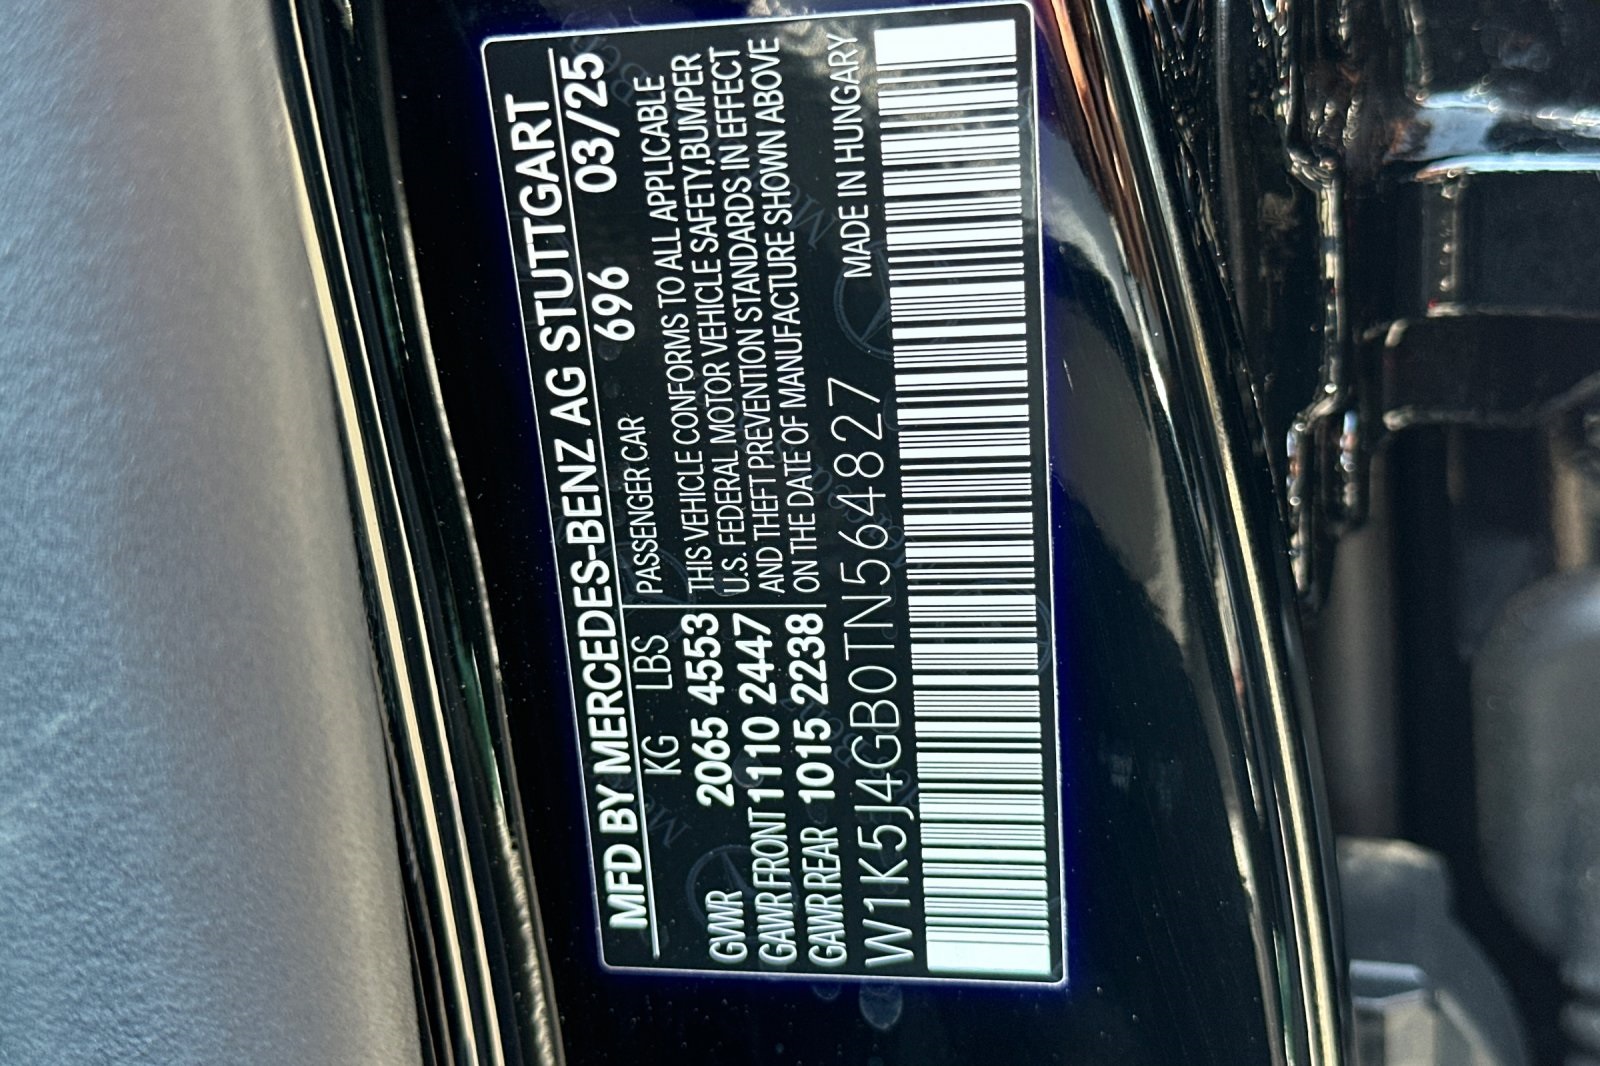 MFD BY MERCEDES-BENZ AG STUTTGART
696 03/25
KG LBS
PASSENGER CAR
GVWR 2065 4553
GAWR FRONT 1110 2447
GAWR REAR 1015 2238
THIS VEHICLE CONFORMS TO ALL APPLICABLE
U.S. FEDERAL MOTOR VEHICLE SAFETY,BUMPER
AND THEFT PREVENTION STANDARDS IN EFFECT
ON THE DATE OF MANUFACTURE SHOWN ABOVE
MADE IN HUNGARY
W1K5J4GB0TN564827